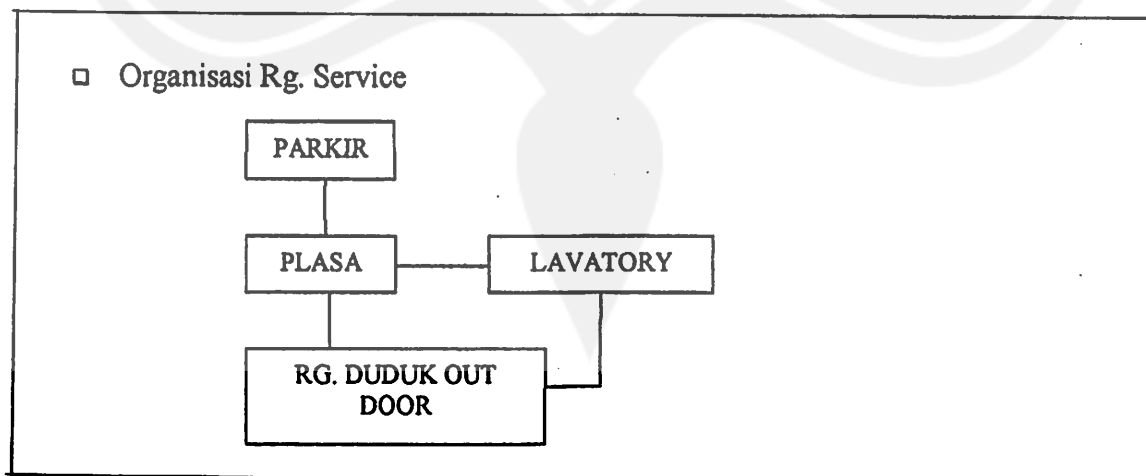 Organisasi Rg. Service
PARKIR
PLASA
LAVATORY
RG. DUDUK OUT
DOOR